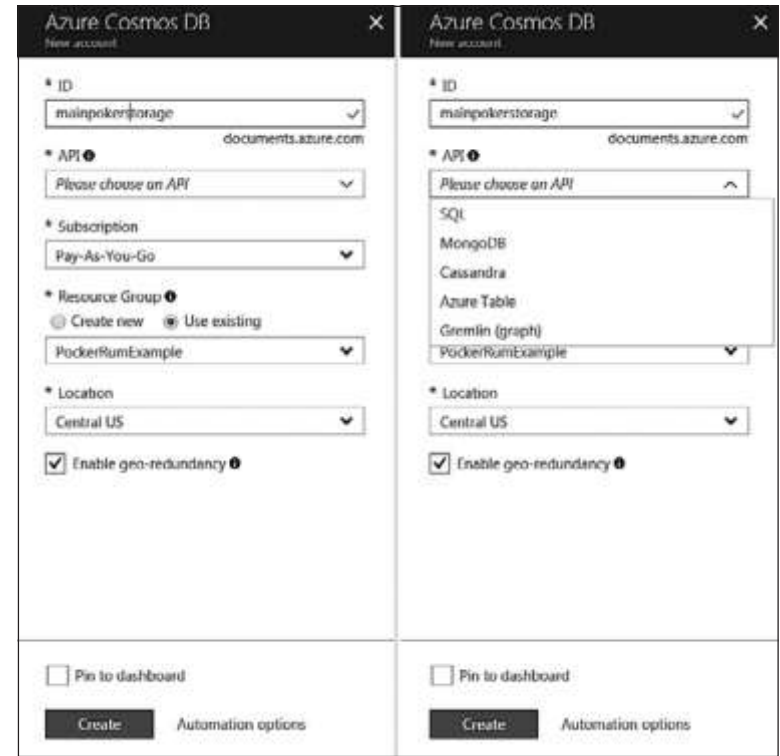 Azure Cosmos DB
New account
* ID
mainpokerstorage
documents.azure.com
* API
Please choose an API
* Subscription
Pay-As-You-Go
* Resource Group
Create new Use existing
PockerRumExample
* Location
Central US
Enable geo-redundancy
Pin to dashboard
Create Automation options
Azure Cosmos DB
New account
* ID
mainpokerstorage
documents.azure.com
* API
Please choose an API
SQL
MongoDB
Cassandra
Azure Table
Gremlin (graph)
PockerRumExample
* Location
Central US
Enable geo-redundancy
Pin to dashboard
Create Automation options